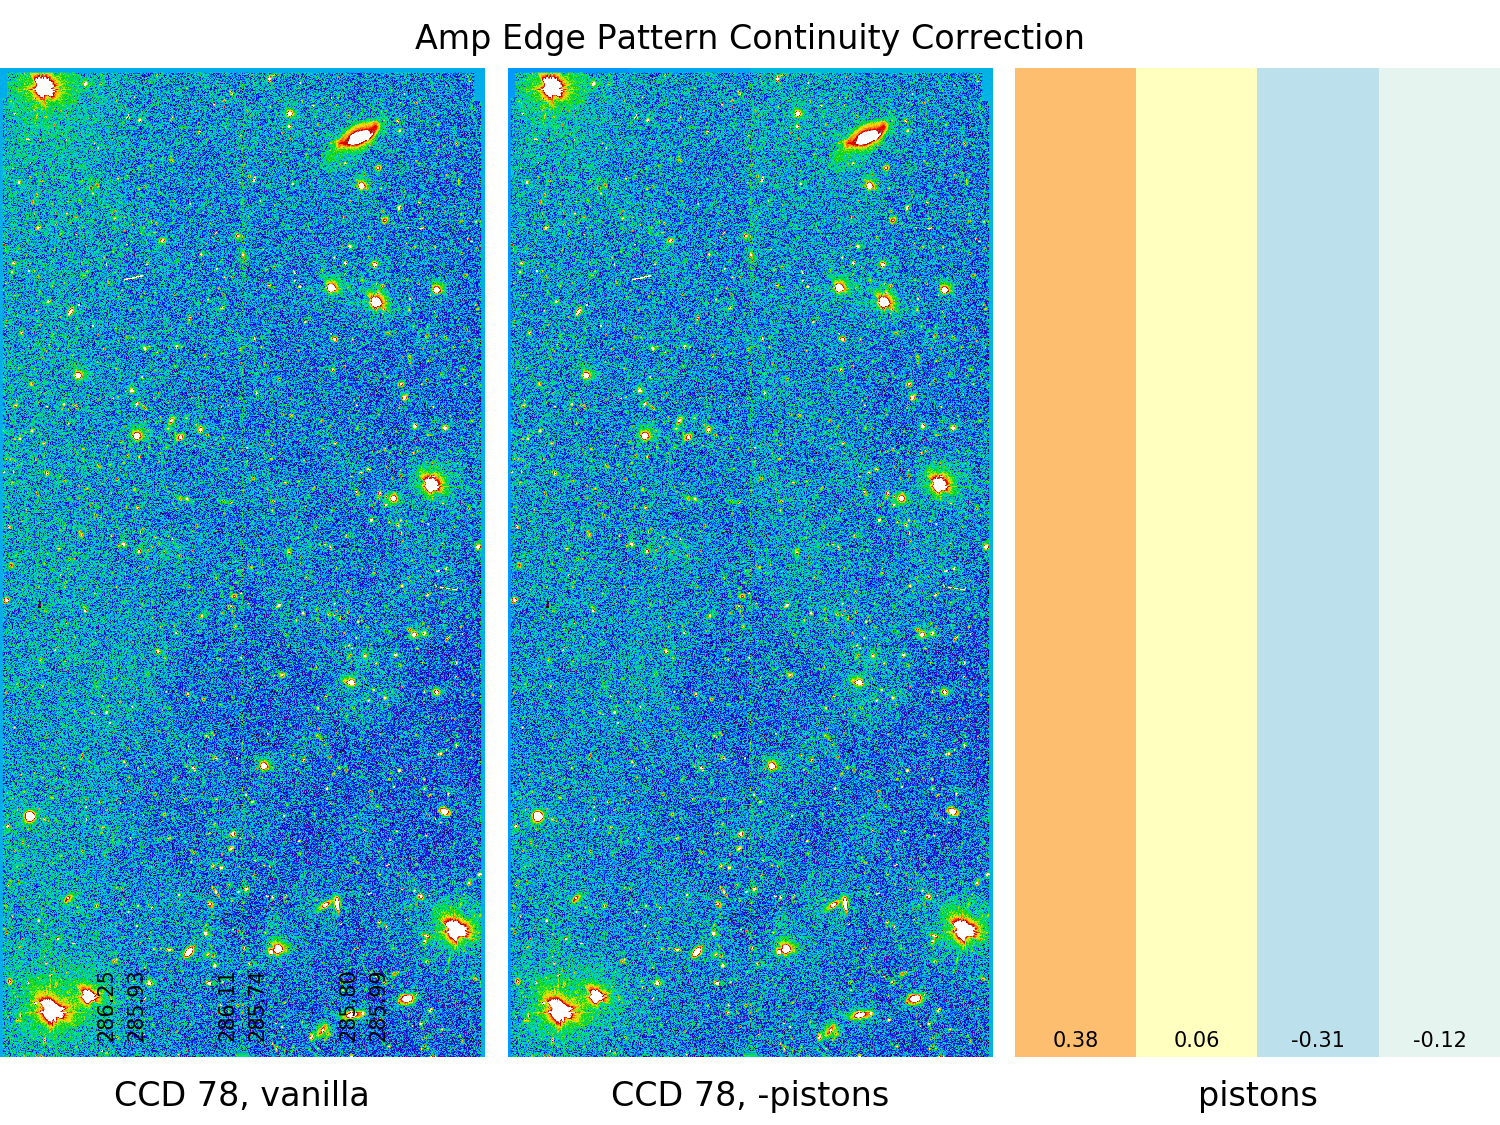 Amp Edge Pattern Continuity Correction
286.25
285.93
286.11
285.74
285.80
285.99
0.38
0.06
-0.31
-0.12
CCD 78, vanilla
CCD 78, -pistons
pistons